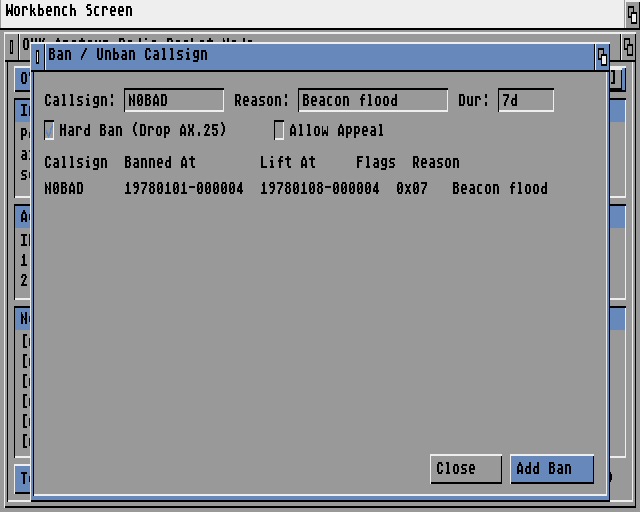 Workbench Screen
Ban / Unban Callsign
Callsign: N0BAD Reason: Beacon flood Dur: 7d
Hard Ban (Drop AX.25) Allow Appeal
Callsign Banned At Lift At Flags Reason
N0BAD 19780101-000004 19780108-000004 0x07 Beacon flood
Close Add Ban